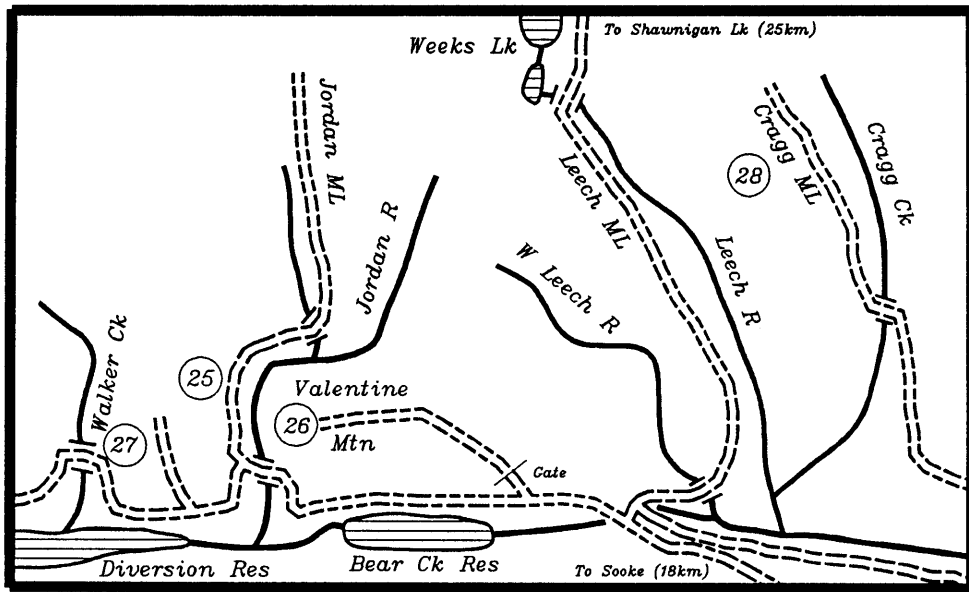 To Shawnigan Lk (25km)
Weeks Lk
Jordan ML
Cragg ML
Cragg Ck
28
Leech ML
Jordan R
W Leech R
Leech R
Walker Ck
25
Valentine
26
Mtn
27
Gate
Diversion Res
Bear Ck Res
To Sooke (18km)